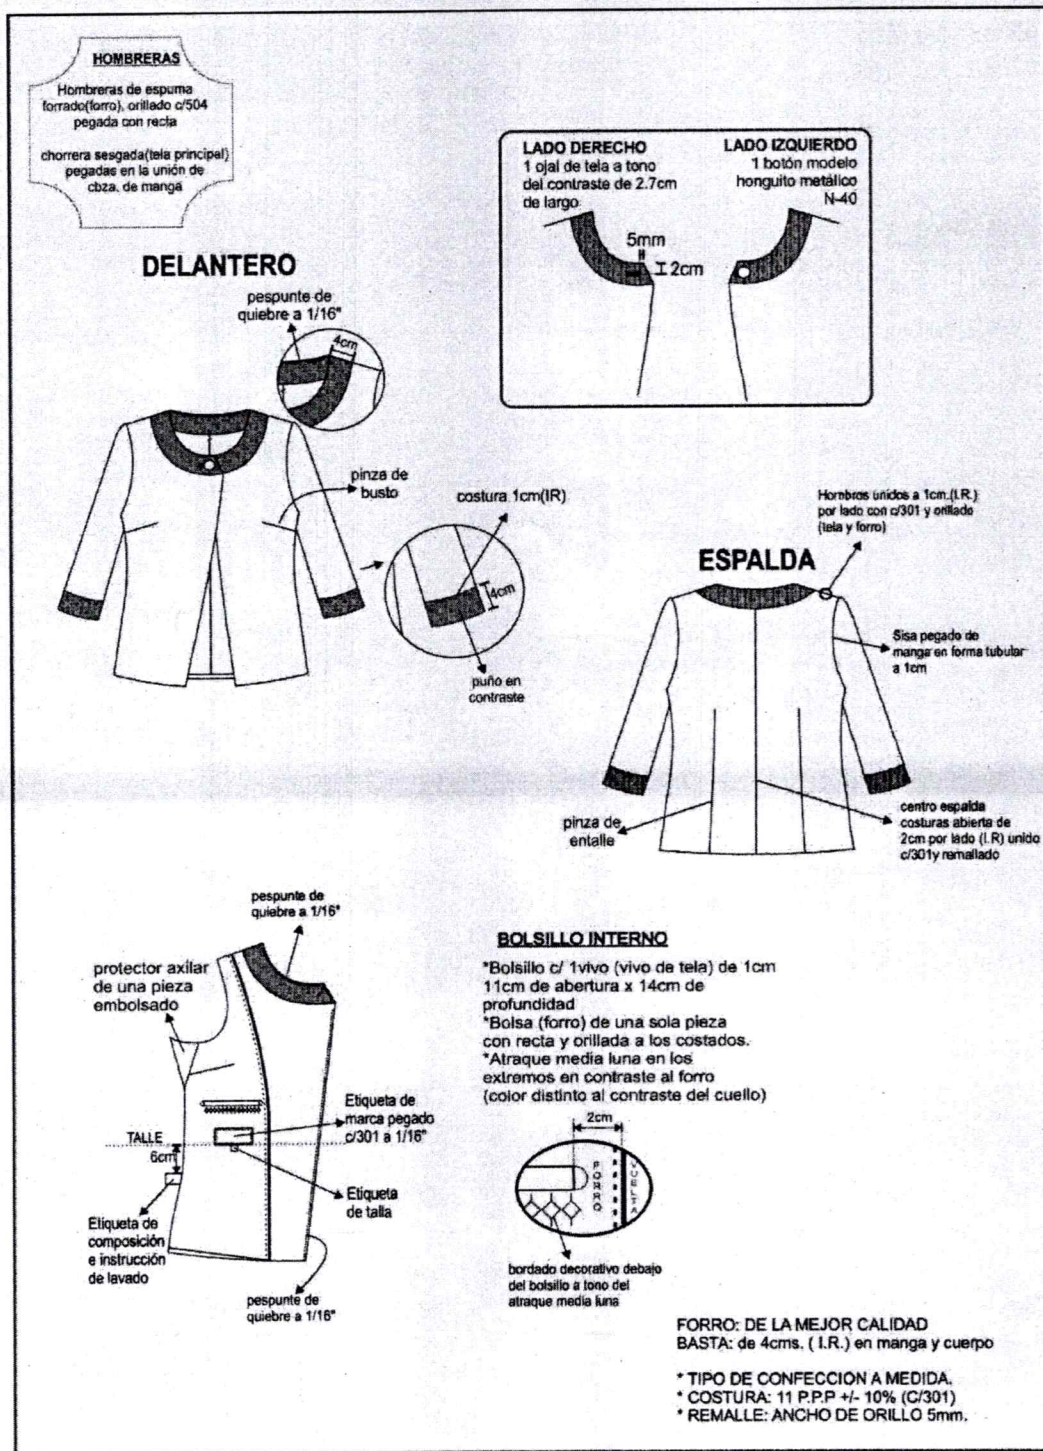 HOMBRERAS
Hombreras de espuma
forrado(forro), orillado c/504
pegada con recta
chorrera sesgada(tela principal)
pegadas en la unión de
cbza. de manga
LADO DERECHO
1 ojal de tela a tono
del contraste de 2.7cm
de largo
LADO IZQUIERDO
1 botón modelo
honguito metálico
N-40
5mm
2cm
DELANTERO
pespunte de
quiebre a 1/16"
4cm
pinza de
busto
costura 1cm(IR)
4cm
puño en
contraste
Hombros unidos a 1cm.(I.R.)
por lado con c/301 y orillado
(tela y forro)
ESPALDA
Sisa pegado de
manga en forma tubular
a 1cm
pinza de
entalle
centro espalda
costuras abierta de
2cm por lado (I.R) unido
c/301y remallado
pespunte de
quiebre a 1/16"
protector axilar
de una pieza
embolsado
Etiqueta de
marca pegado
c/301 a 1/16"
TALLE
6cm
Etiqueta
de talla
Etiqueta de
composición
e instrucción
de lavado
pespunte de
quiebre a 1/16"
BOLSILLO INTERNO
*Bolsillo c/ 1vivo (vivo de tela) de 1cm
11cm de abertura x 14cm de
profundidad
*Bolsa (forro) de una sola pieza
con recta y orillada a los costados.
*Atraque media luna en los
extremos en contraste al forro
(color distinto al contraste del cuello)
2cm
FORRO
VUELTA
bordado decorativo debajo
del bolsillo a tono del
atraque media luna
FORRO: DE LA MEJOR CALIDAD
BASTA: de 4cms. ( I.R.) en manga y cuerpo
* TIPO DE CONFECCION A MEDIDA.
* COSTURA: 11 P.P.P +/- 10% (C/301)
* REMALLE: ANCHO DE ORILLO 5mm.